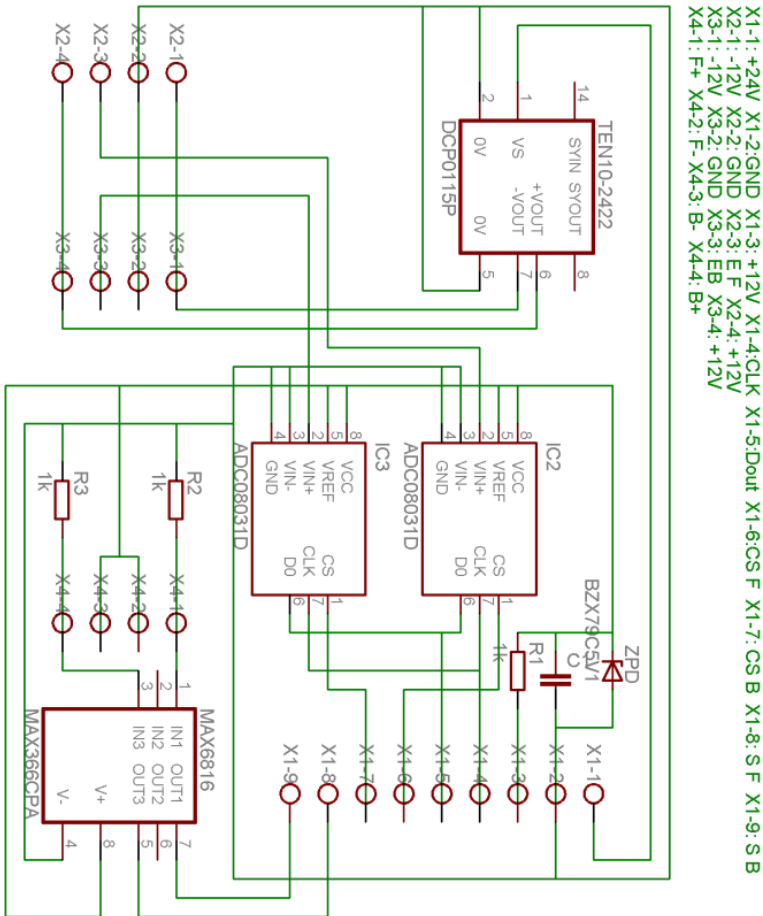 X1-1: +24V X1-2:GND X1-3: +12V X1-4:CLK X1-5:Dout X1-6:CS F X1-7: CS B X1-8: S F X1-9: S B
X2-1: -12V X2-2: GND X2-3: E F X2-4: +12V
X3-1: -12V X3-2: GND X3-3: EB X3-4: +12V
X4-1: F+ X4-2: F- X4-3: B- X4-4: B+
TEN10-2422
14
SYIN
SYOUT
8
1
VS
+VOUT
6
-VOUT
7
2
0V
0V
5
DCP0115P
ZPD
BZX79C5V1
R1
1k
IC2
8
VCC
5
VREF
CS
1
2
VIN+
CLK
7
3
VIN-
D0
6
4
GND
ADC08031D
IC3
8
VCC
5
VREF
CS
1
2
VIN+
CLK
7
3
VIN-
D0
6
4
GND
ADC08031D
X1-1
X1-2
X1-3
X1-4
X1-5
X1-6
X1-7
X1-8
X1-9
X2-1
X2-2
X2-3
X2-4
X3-1
X3-2
X3-3
X3-4
R2
1k
R3
1k
X4-1
X4-2
X4-3
X4-4
MAX6816
1
IN1
OUT1
7
2
IN2
OUT2
6
3
IN3
OUT3
5
V+
8
V-
4
MAX366CPA